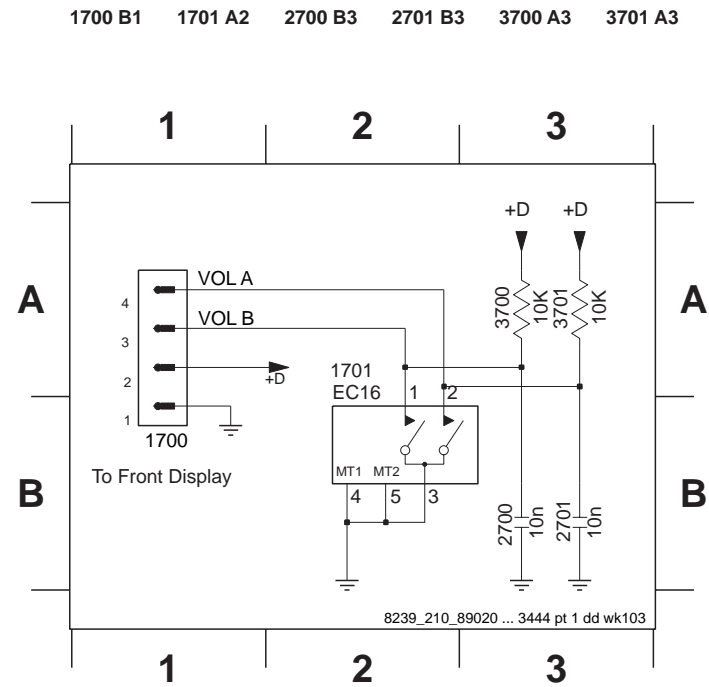 1700 B1 1701 A2 2700 B3 2701 B3 3700 A3 3701 A3
1 2 3
+D +D
A A
VOL A
4
3700 10K 3701 10K
VOL B
3
1701
EC16 1 2
+D
2
1
1700
To Front Display
MT1 MT2
B B
4 5 3
2700 10n 2701 10n
8239_210_89020 ... 3444 pt 1 dd wk103
1 2 3